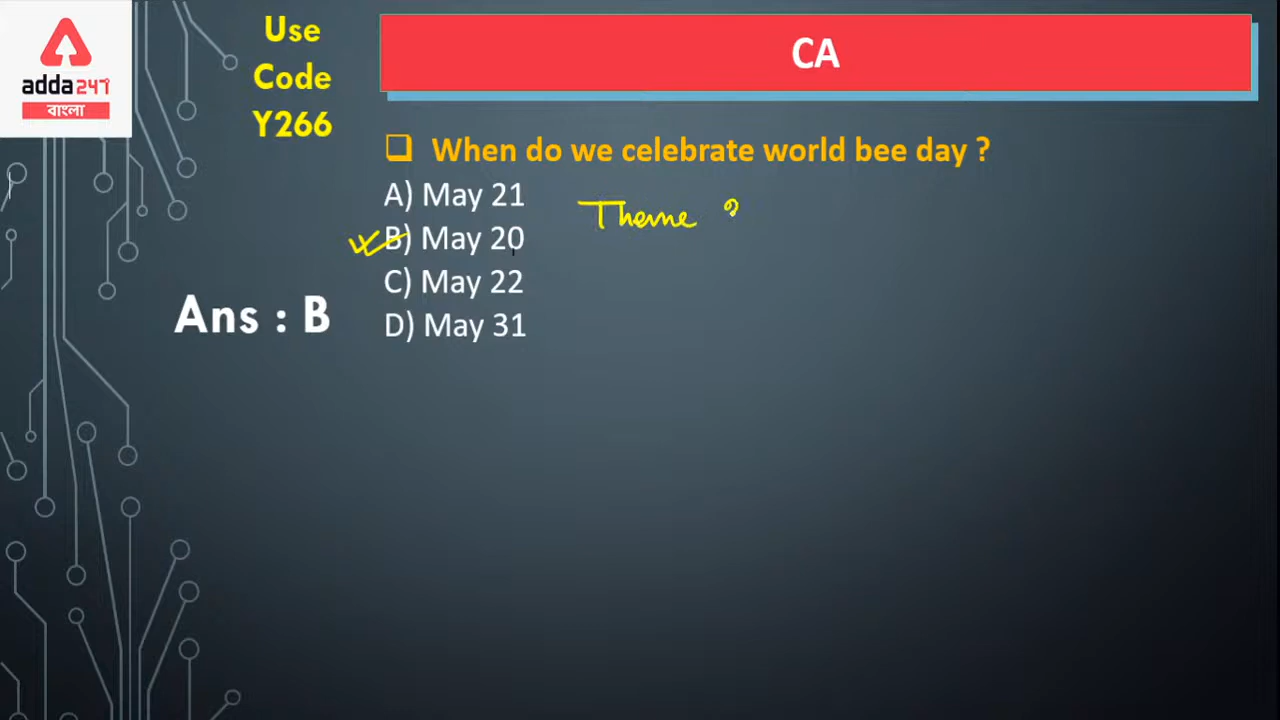 adda247
বাংলা
Use
Code
Y266
CA
When do we celebrate world bee day ?
A) May 21
B) May 20
C) May 22
D) May 31
Theme ?
Ans : B